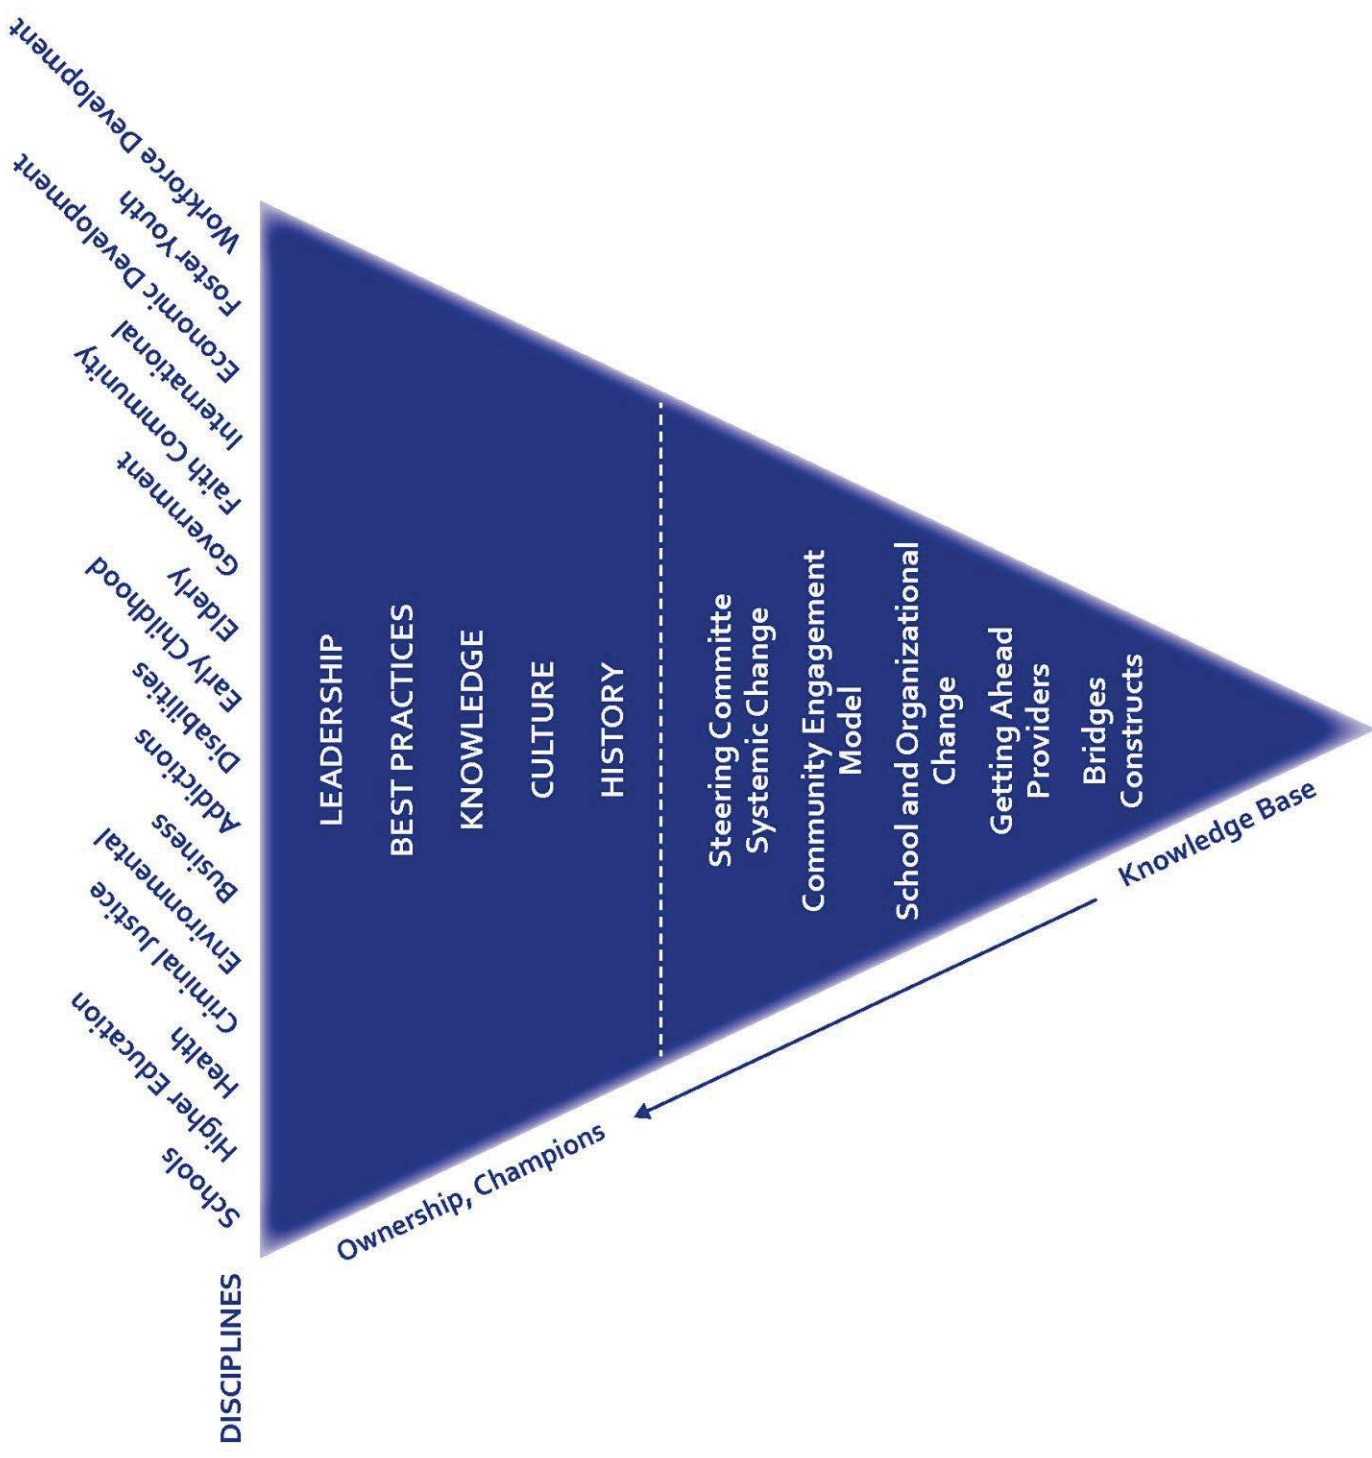 DISCIPLINES
Schools
Higher Education
Health
Criminal Justice
Environmental
Business
Addictions
Disabilities
Early Childhood
Elderly
Government
Faith Community
International
Economic Development
Foster Youth
Workforce Development
Ownership, Champions
LEADERSHIP
BEST PRACTICES
KNOWLEDGE
CULTURE
HISTORY
Steering Committe
Systemic Change
Community Engagement
Model
School and Organizational
Change
Getting Ahead
Providers
Bridges
Constructs
Knowledge Base